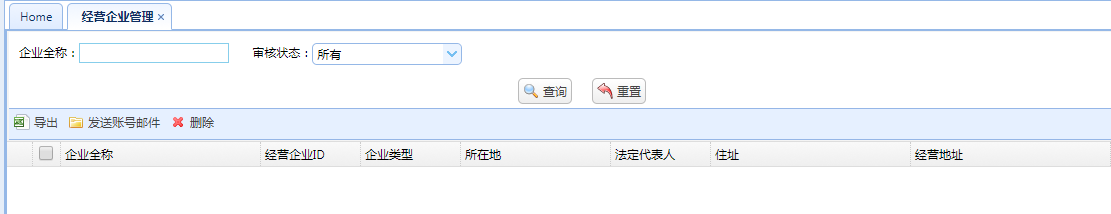 Home 经营企业管理
企业全称： 审核状态： 所有
查询 重置
导出 发送账号邮件 删除
企业全称 经营企业ID 企业类型 所在地 法定代表人 住址 经营地址